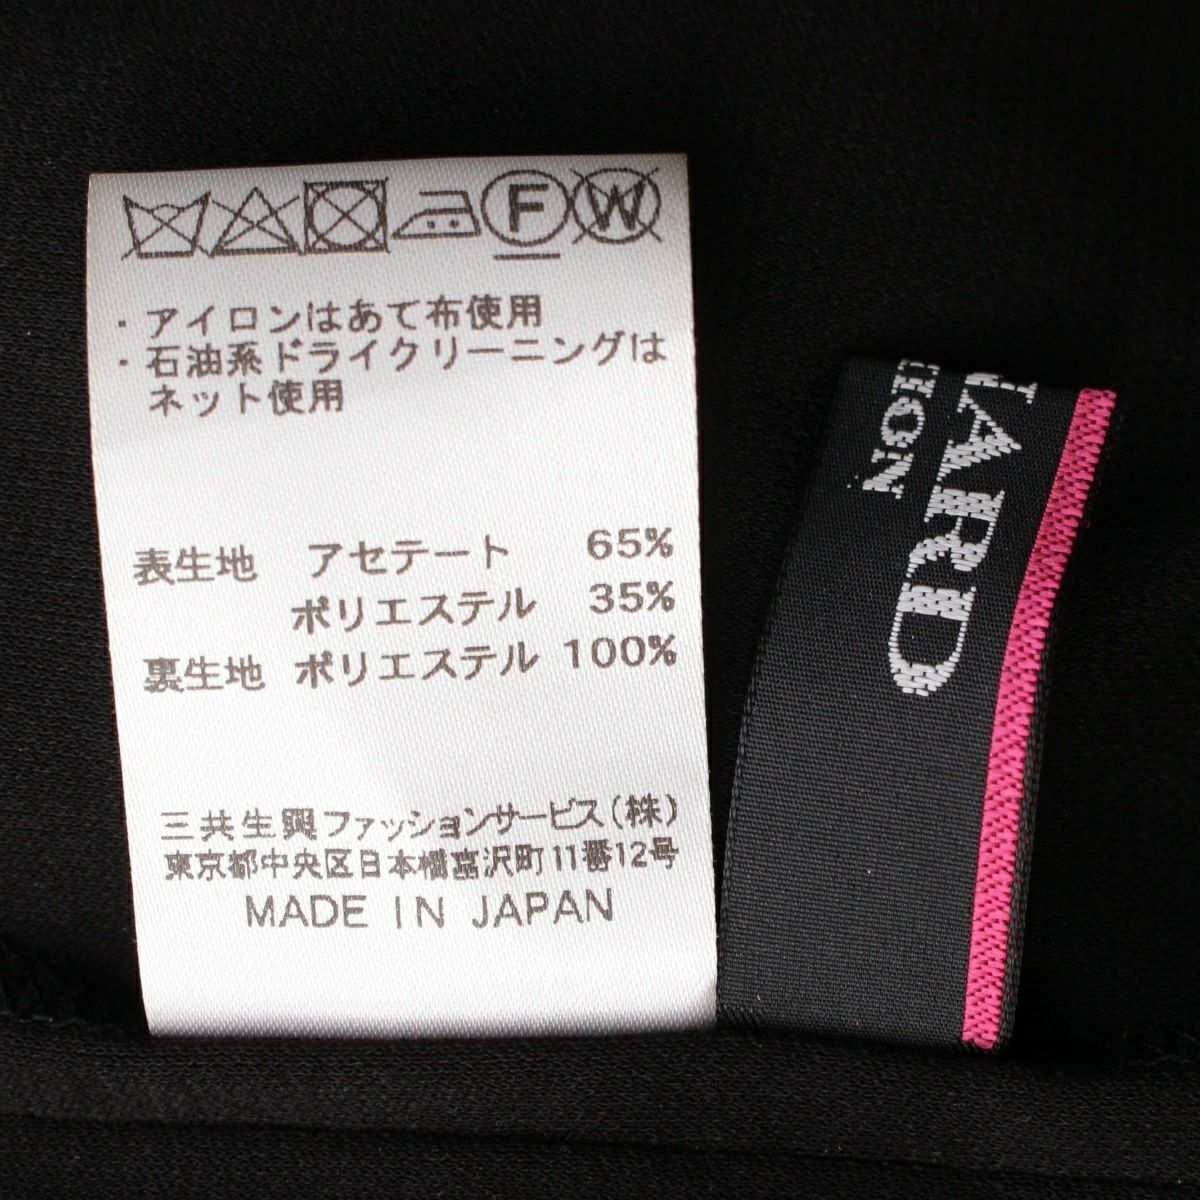 F W
・アイロンはあて布使用
・石油系ドライクリーニングは
ネット使用
表生地 アセテート 65%
ポリエステル 35%
裏生地 ポリエステル 100%
三共生興ファッションサービス(株)
東京都中央区日本橋富沢町11番12号
MADE IN JAPAN
ARD
ION